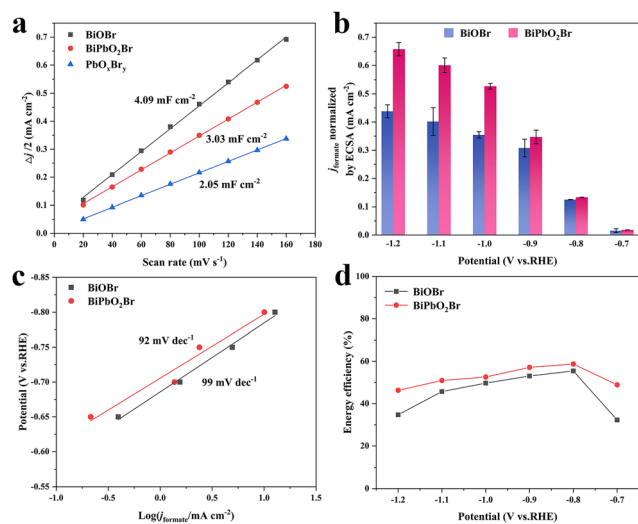 a
BiOBr
BiPbO₂Br
PbOₓBrᵧ
4.09 mF cm⁻²
3.03 mF cm⁻²
2.05 mF cm⁻²
Δj/2 (mA cm⁻²)
0.7
0.6
0.5
0.4
0.3
0.2
0.1
0.0
0 20 40 60 80 100 120 140 160 180
Scan rate (mV s⁻¹)
b
BiOBr BiPbO₂Br
j formate normalized
by ECSA (mA cm⁻²)
0.8
0.7
0.6
0.5
0.4
0.3
0.2
0.1
0.0
-1.2 -1.1 -1.0 -0.9 -0.8 -0.7
Potential (V vs.RHE)
c
BiOBr
BiPbO₂Br
92 mV dec⁻¹
99 mV dec⁻¹
Potential (V vs.RHE)
-0.85
-0.80
-0.75
-0.70
-0.65
-0.60
-0.55
-0.50
-1.0 -0.5 0.0 0.5 1.0 1.5
Log(j formate/mA cm⁻²)
d
BiOBr
BiPbO₂Br
Energy efficiency (%)
100
80
60
40
20
0
-1.2 -1.1 -1.0 -0.9 -0.8 -0.7
Potential (V vs.RHE)